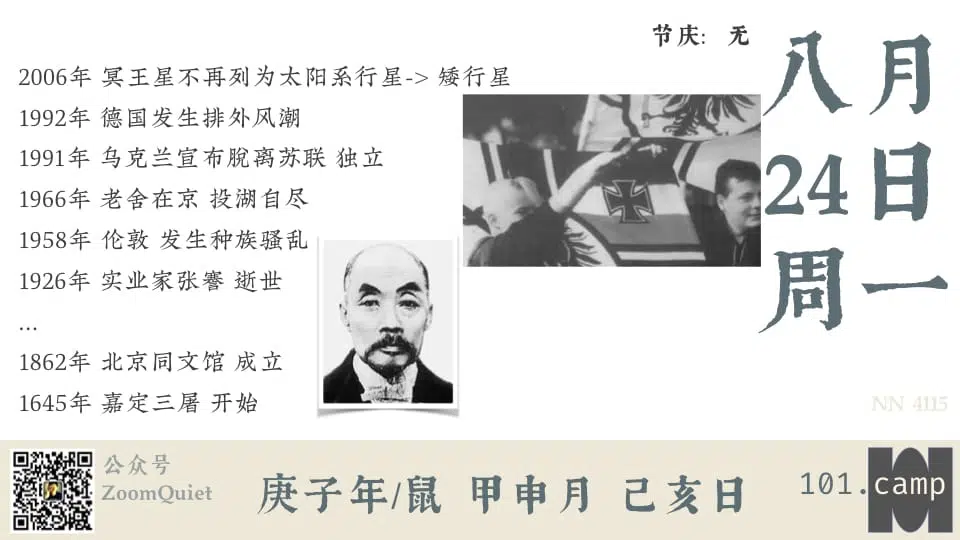 节庆: 无
八月
24日
周一
2006年 冥王星不再列为太阳系行星-> 矮行星
1992年 德国发生排外风潮
1991年 乌克兰宣布脱离苏联 独立
1966年 老舍在京 投湖自尽
1958年 伦敦 发生种族骚乱
1926年 实业家张謇 逝世
...
1862年 北京同文馆 成立
1645年 嘉定三屠 开始
NN 4115
公众号
ZoomQuiet
庚子年/鼠 甲申月 己亥日
101.camp